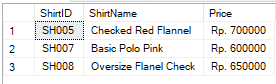 ShirtID ShirtName Price
1 SH005 Checked Red Flannel Rp. 700000
2 SH007 Basic Polo Pink Rp. 600000
3 SH008 Oversize Flanel Check Rp. 650000